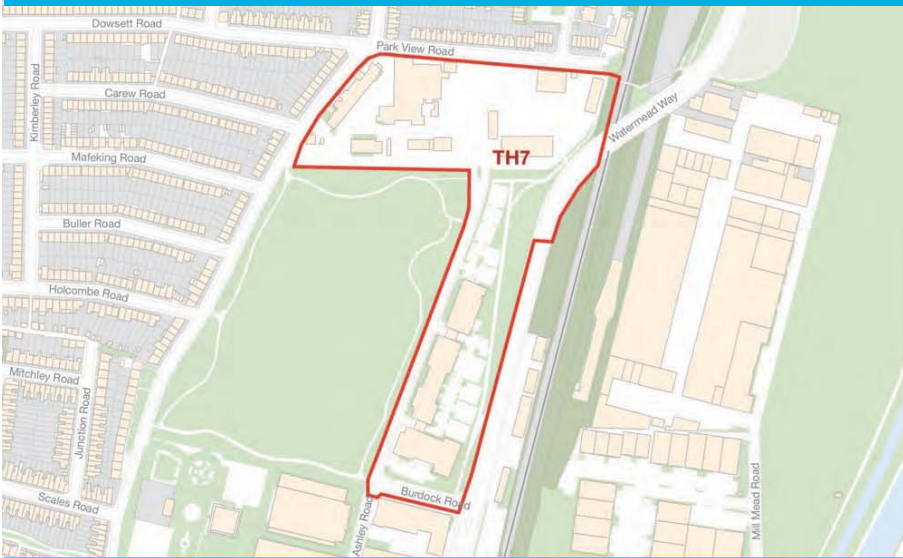 Dowsett Road
Park View Road
Kimberley Road
Carew Road
Watermead Way
Mafeking Road
TH7
Buller Road
Holcombe Road
Mitchley Road
Junction Road
Scales Road
Burdock Road
Ashley Road
Mill Mead Road